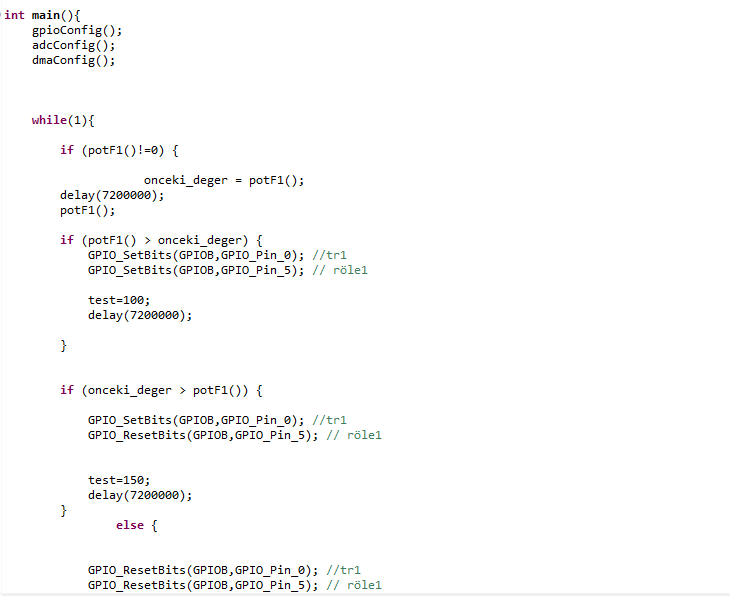 int main(){
gpioConfig();
adcConfig();
dmaConfig();
while(1){
if (potF1()!=0) {
onceki_deger = potF1();
delay(7200000);
potF1();
if (potF1() > onceki_deger) {
GPIO_SetBits(GPIOB,GPIO_Pin_0); //tr1
GPIO_SetBits(GPIOB,GPIO_Pin_5); // röle1
test=100;
delay(7200000);
}
if (onceki_deger > potF1()) {
GPIO_SetBits(GPIOB,GPIO_Pin_0); //tr1
GPIO_ResetBits(GPIOB,GPIO_Pin_5); // röle1
test=150;
delay(7200000);
}
else {
GPIO_ResetBits(GPIOB,GPIO_Pin_0); //tr1
GPIO_ResetBits(GPIOB,GPIO_Pin_5); // röle1